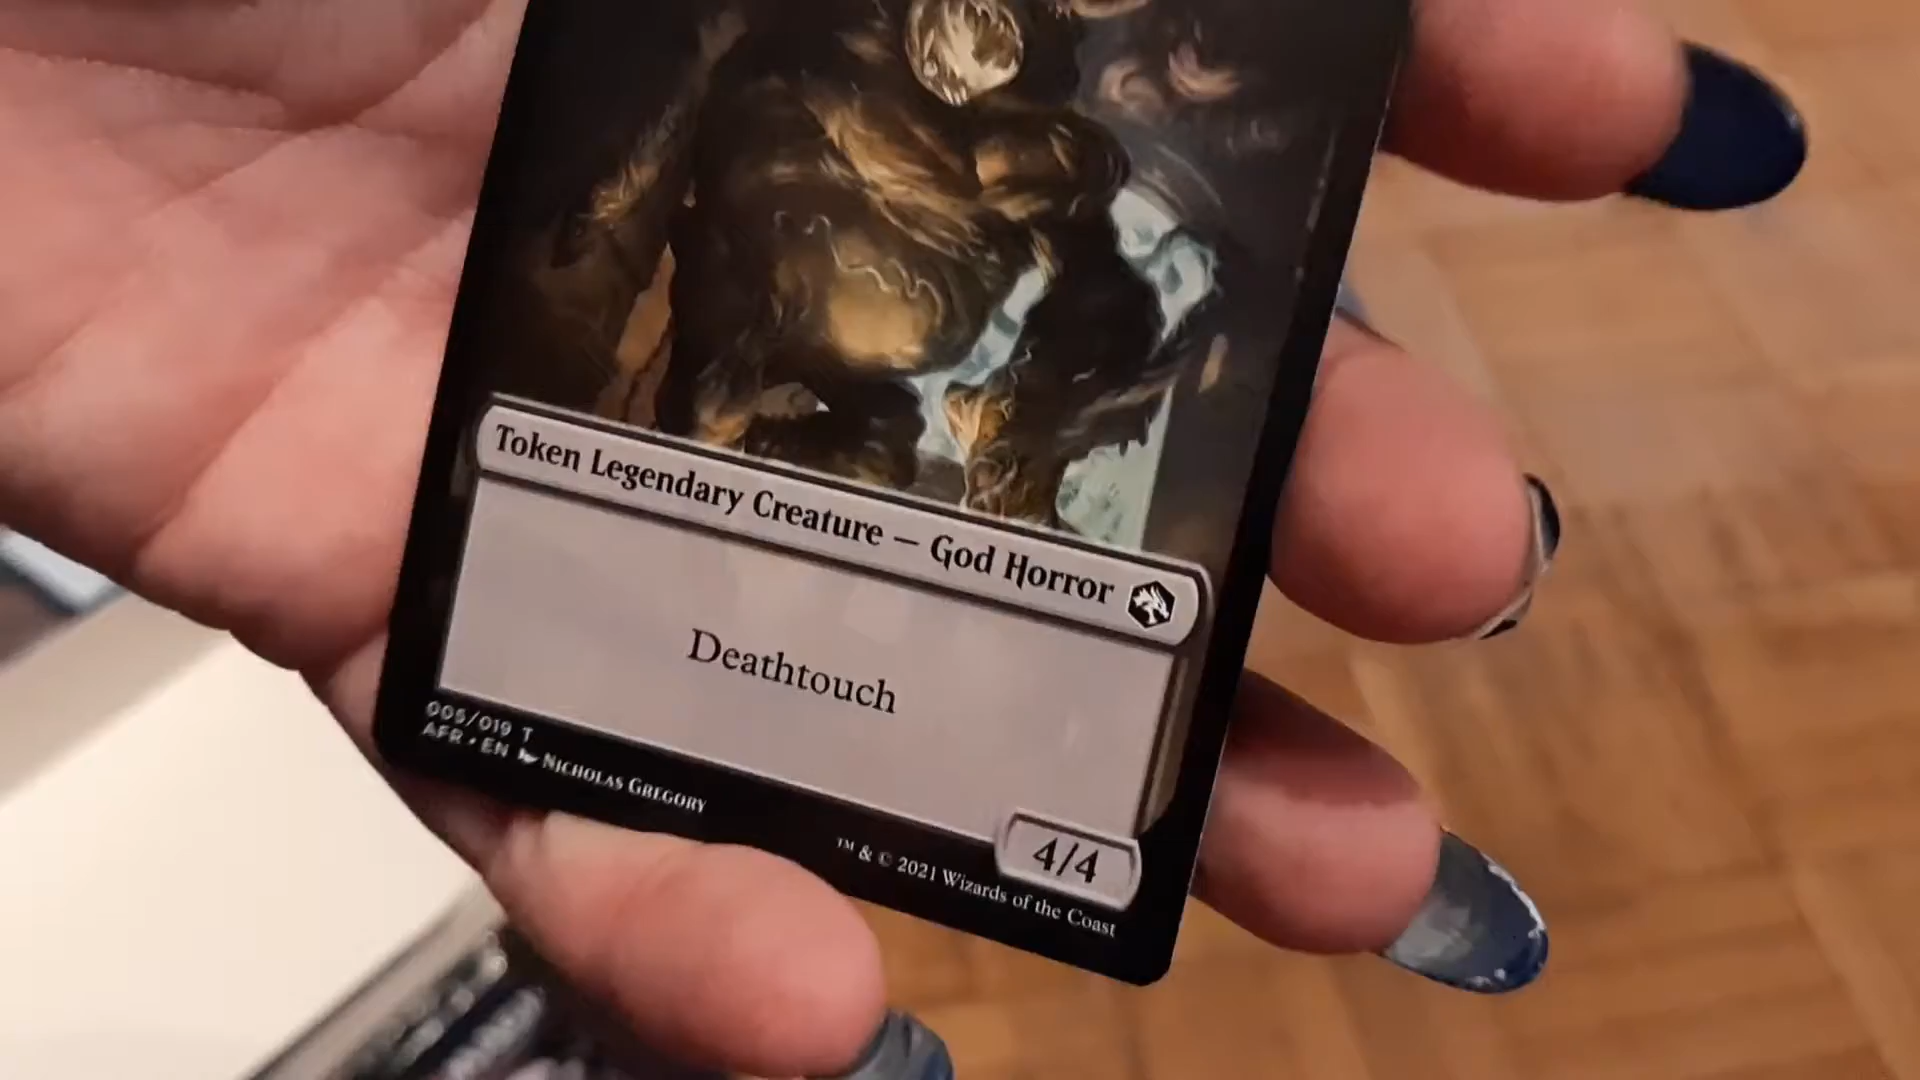 Token Legendary Creature — God Horror
Deathtouch
4/4
005/019 T
AFR • EN NICHOLAS GREGORY
™ & © 2021 Wizards of the Coast